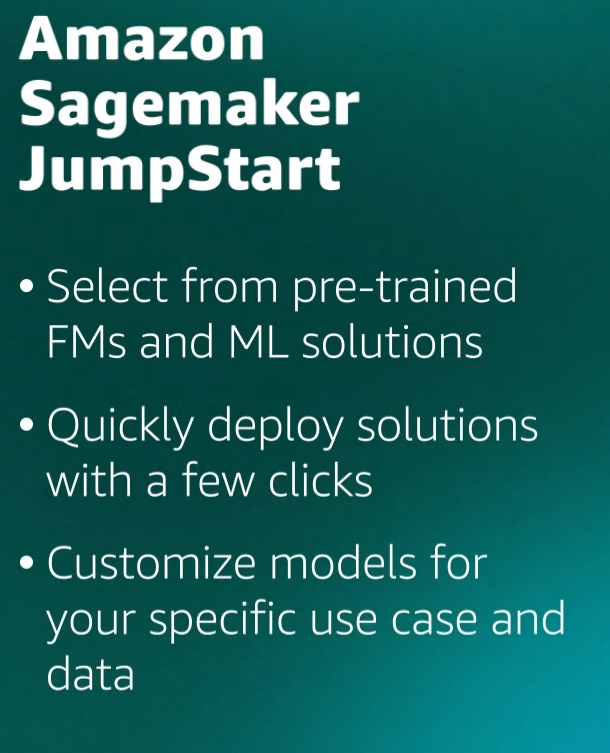 Amazon
Sagemaker
JumpStart
• Select from pre-trained
FMs and ML solutions
• Quickly deploy solutions
with a few clicks
• Customize models for
your specific use case and
data